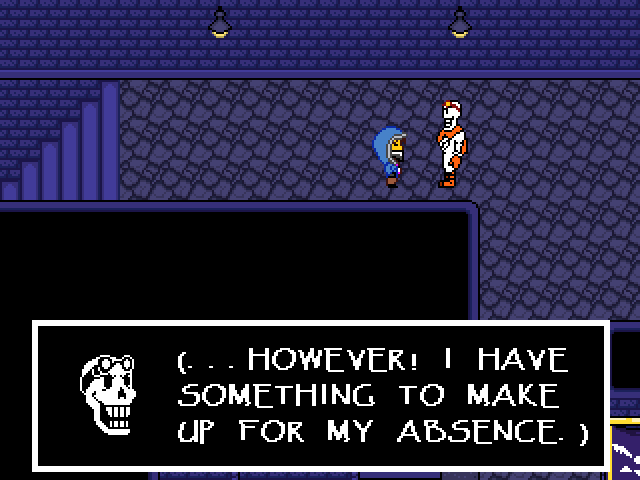 (...HOWEVER! I HAVE
SOMETHING TO MAKE
UP FOR MY ABSENCE.)